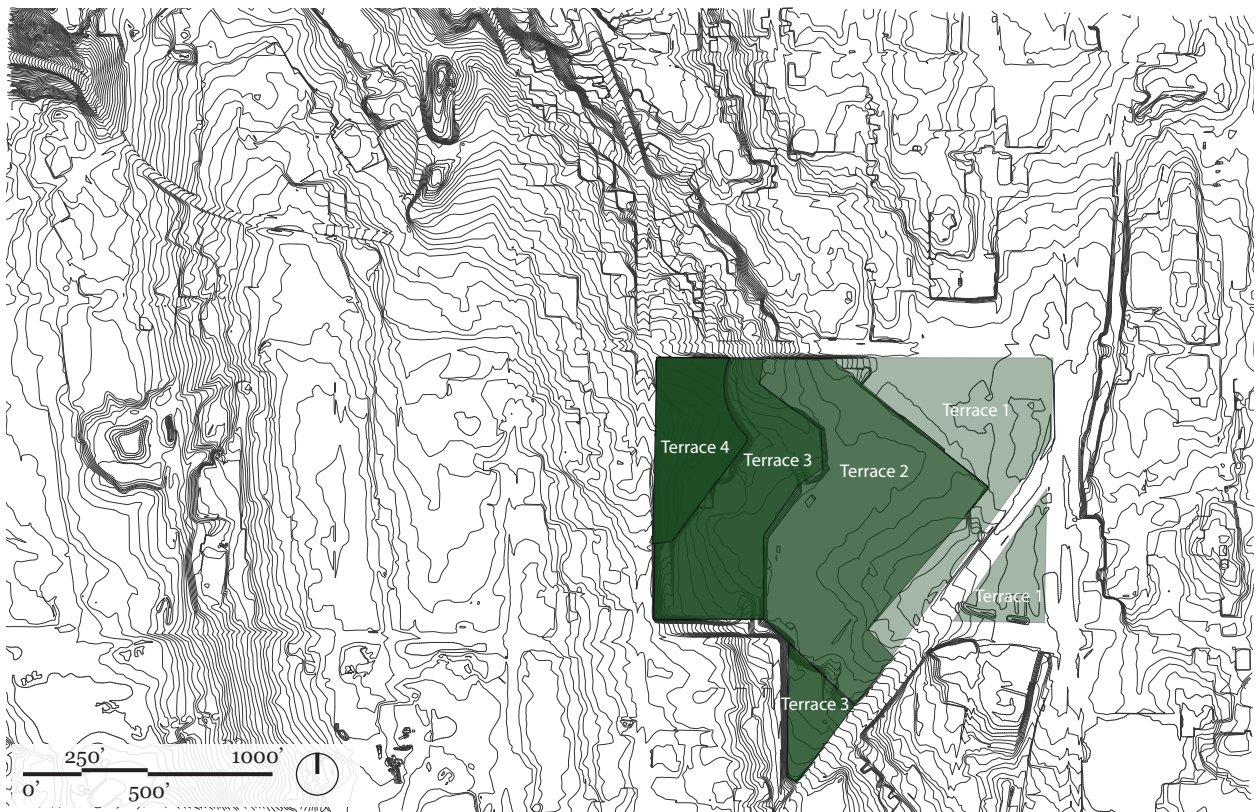 Terrace 1
Terrace 4
Terrace 3
Terrace 2
Terrace 1
Terrace 3
250’
1000’
0’
500’